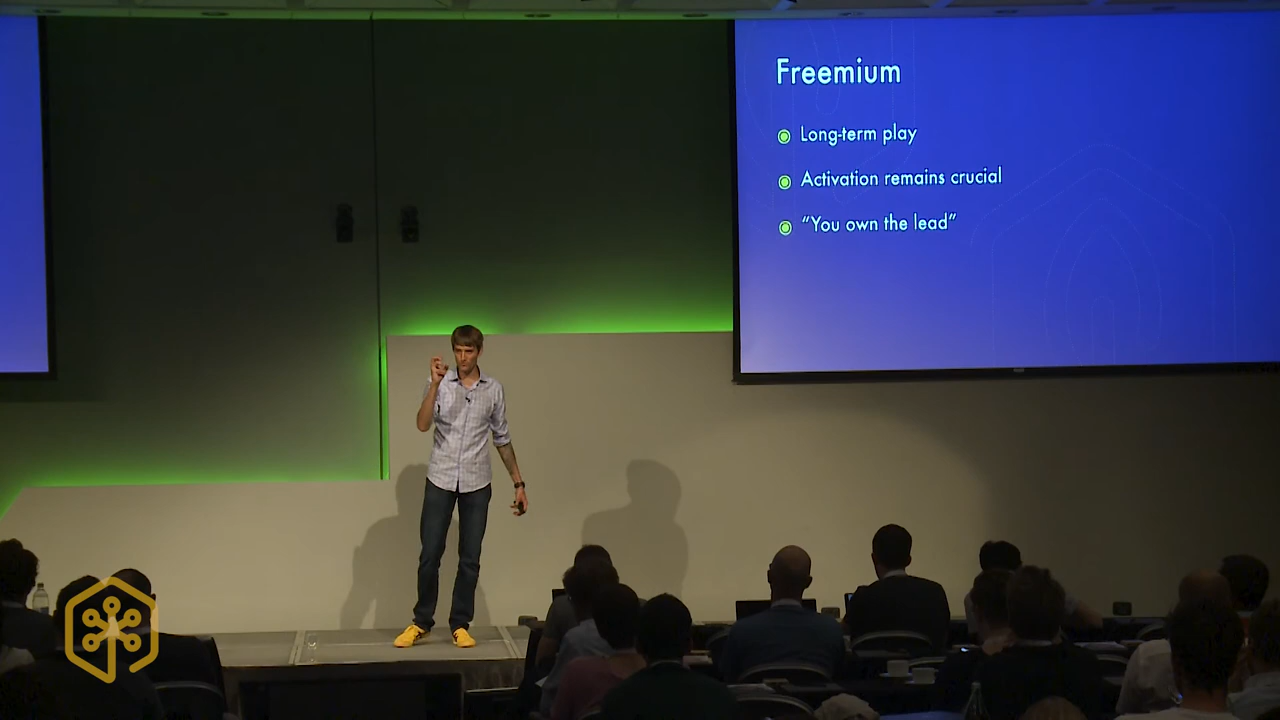 Freemium
Long-term play
Activation remains crucial
“You own the lead”